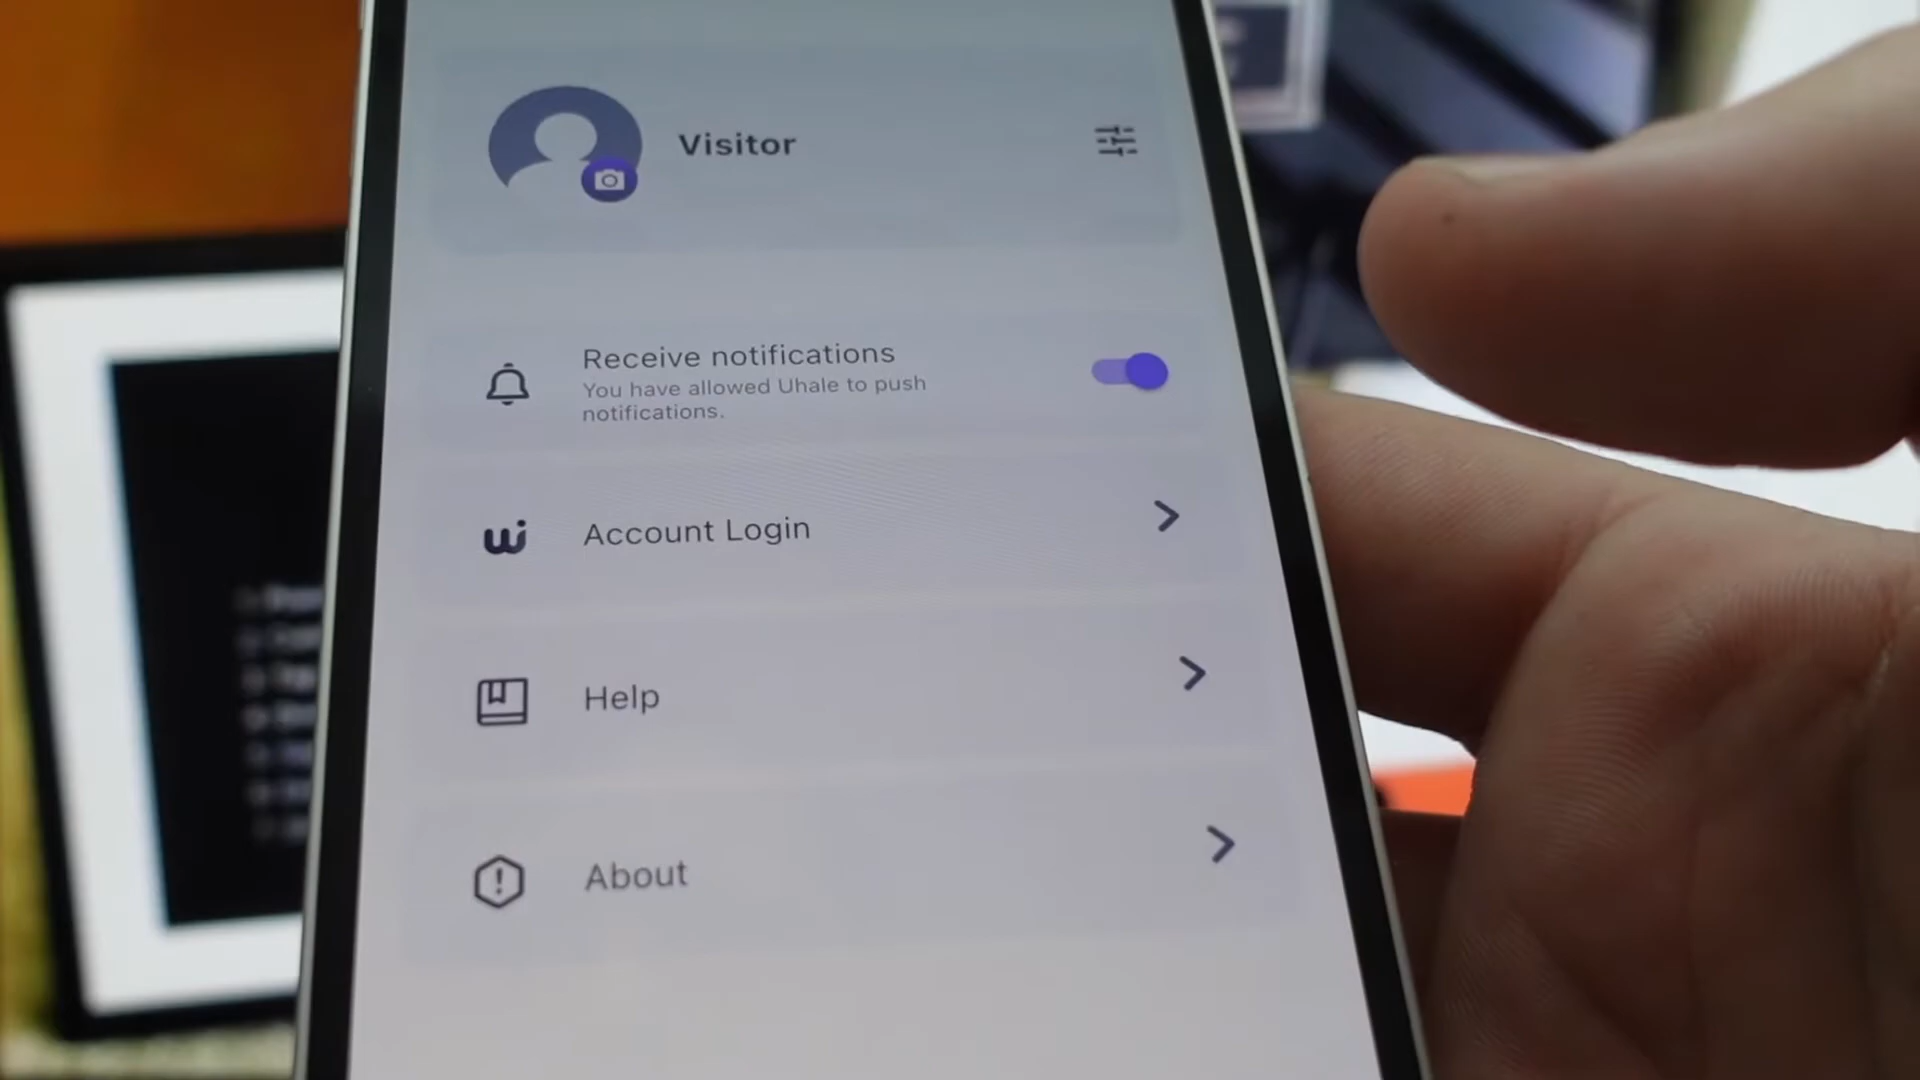 Visitor
Receive notifications
You have allowed Uhale to push
notifications.
Account Login
Help
About